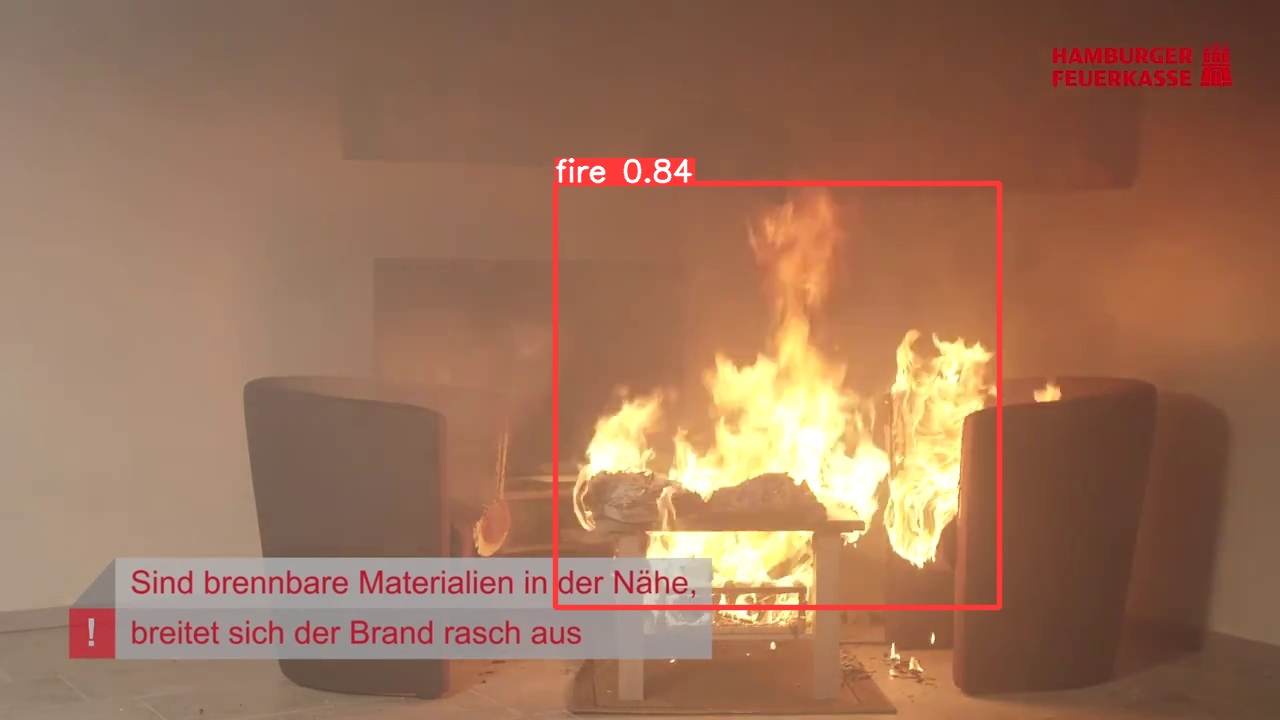 HAMBURGER
FEUERKASSE
fire 0.84
Sind brennbare Materialien in der Nähe,
! breitet sich der Brand rasch aus